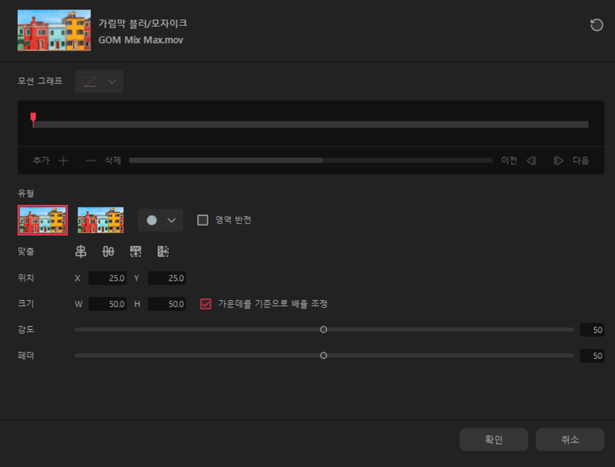 가림막 블러/모자이크
GOM Mix Max.mov
모션 그래프
추가 삭제 이전 다음
유형
영역 반전
맞춤
위치 X 25.0 Y 25.0
크기 W 50.0 H 50.0 가운데를 기준으로 배율 조정
강도 50
페더 50
확인 취소